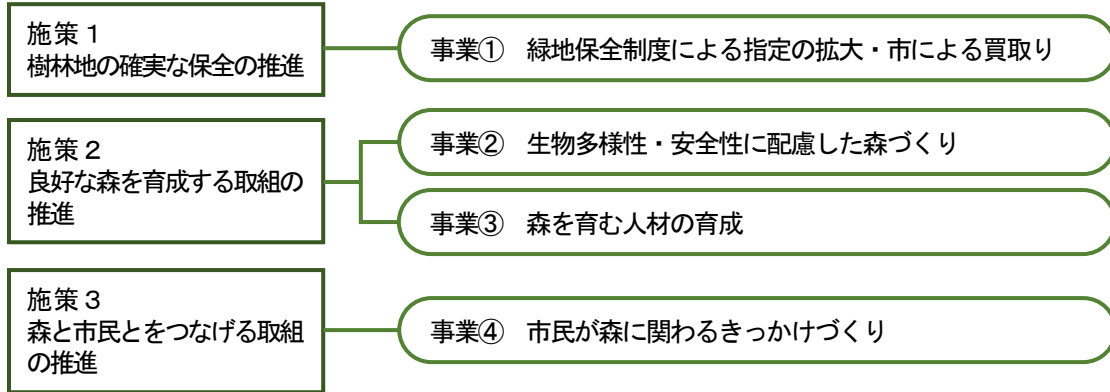 施策1
樹林地の確実な保全の推進
事業① 緑地保全制度による指定の拡大・市による買取り
施策2
良好な森を育成する取組の
推進
事業② 生物多様性・安全性に配慮した森づくり
事業③ 森を育む人材の育成
施策3
森と市民とをつなげる取組
の推進
事業④ 市民が森に関わるきっかけづくり